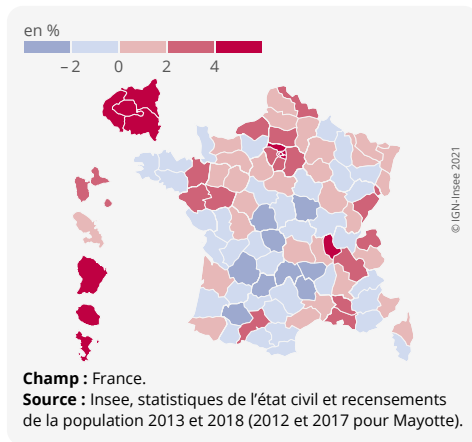 en %
– 2 0 2 4
© IGN-Insee 2021
Champ : France.
Source : Insee, statistiques de l’état civil et recensements
de la population 2013 et 2018 (2012 et 2017 pour Mayotte).